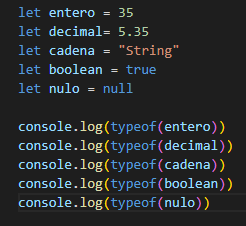 let entero = 35
let decimal= 5.35
let cadena = "String"
let boolean = true
let nulo = null
console.log(typeof(entero))
console.log(typeof(decimal))
console.log(typeof(cadena))
console.log(typeof(boolean))
console.log(typeof(nulo))